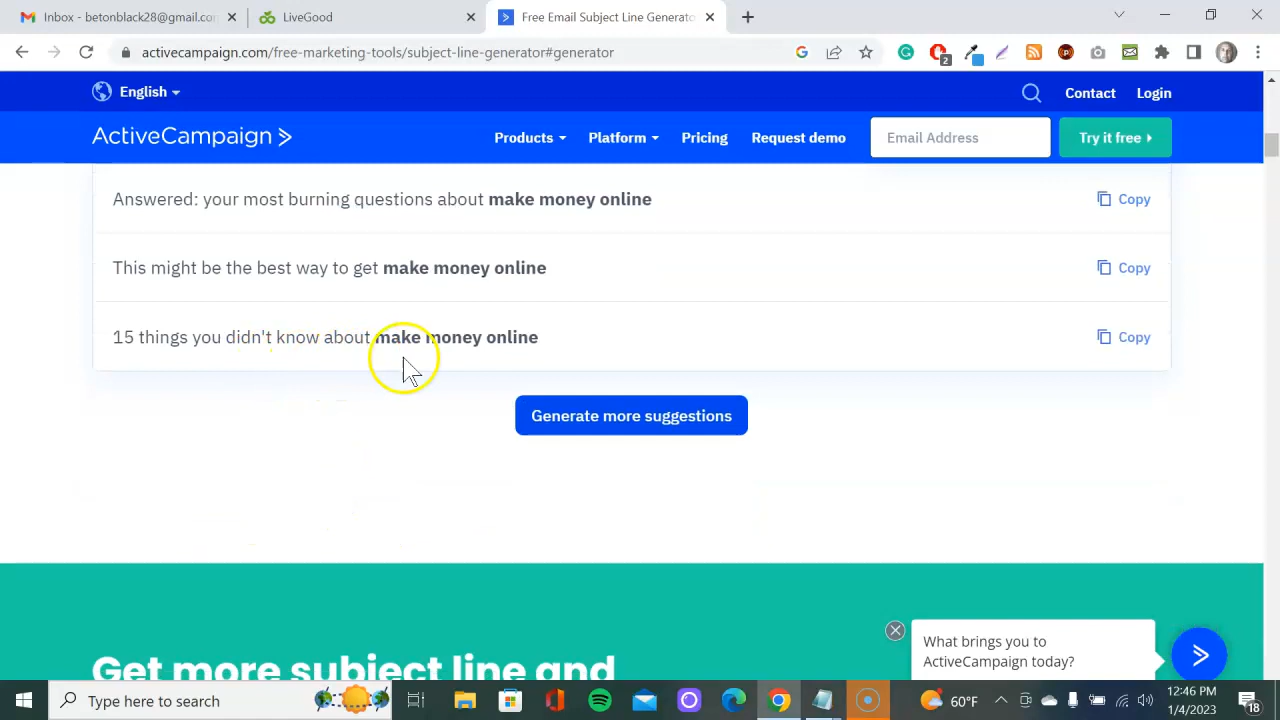 Inbox - betonblack28@gmail.co
LiveGood
Free Email Subject Line Generato
activecampaign.com/free-marketing-tools/subject-line-generator#generator
2
English
Contact
Login
ActiveCampaign >
Products
Platform
Pricing
Request demo
Email Address
Try it free
Answered: your most burning questions about make money online
Copy
This might be the best way to get make money online
Copy
15 things you didn't know about make money online
Copy
Generate more suggestions
Get more subject line and
What brings you to
ActiveCampaign today?
Type here to search
60°F
12:46 PM
1/4/2023
18